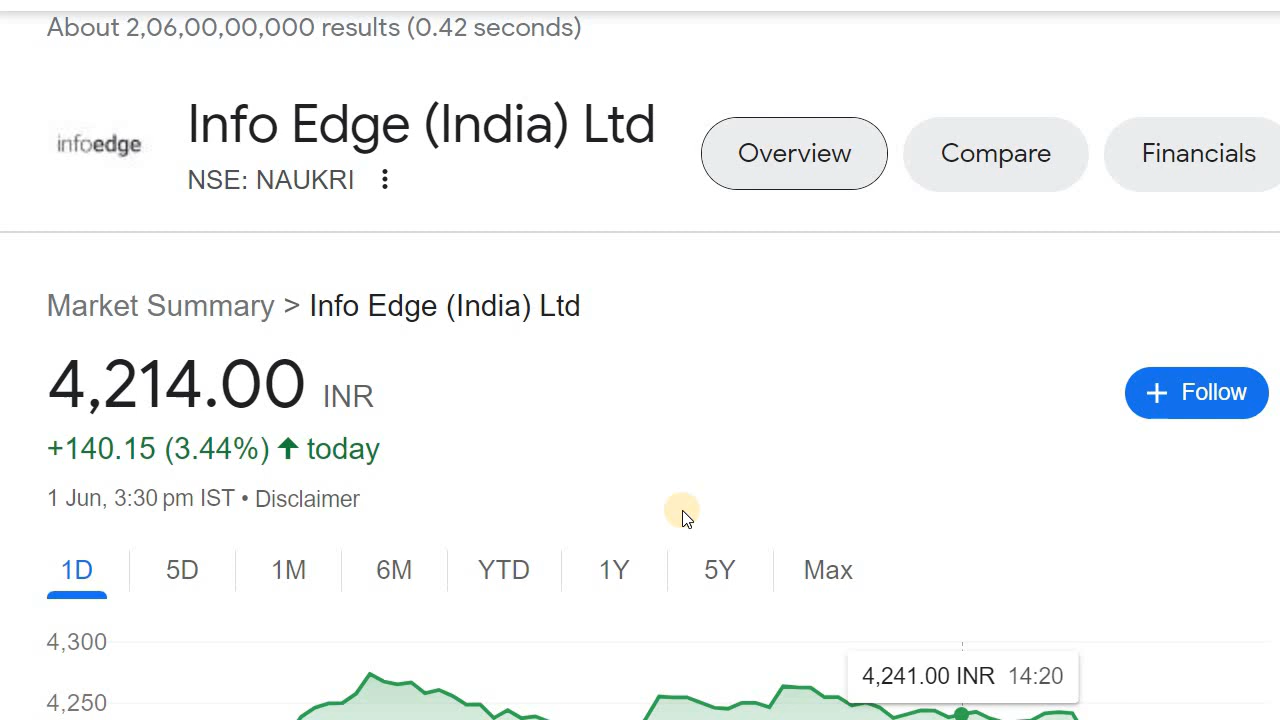 About 2,06,00,00,000 results (0.42 seconds)
infoedge
Info Edge (India) Ltd
NSE: NAUKRI
Overview
Compare
Financials
Market Summary > Info Edge (India) Ltd
4,214.00 INR
+ Follow
+140.15 (3.44%) ↑ today
1 Jun, 3:30 pm IST • Disclaimer
1D 5D 1M 6M YTD 1Y 5Y Max
4,300
4,241.00 INR 14:20
4,250